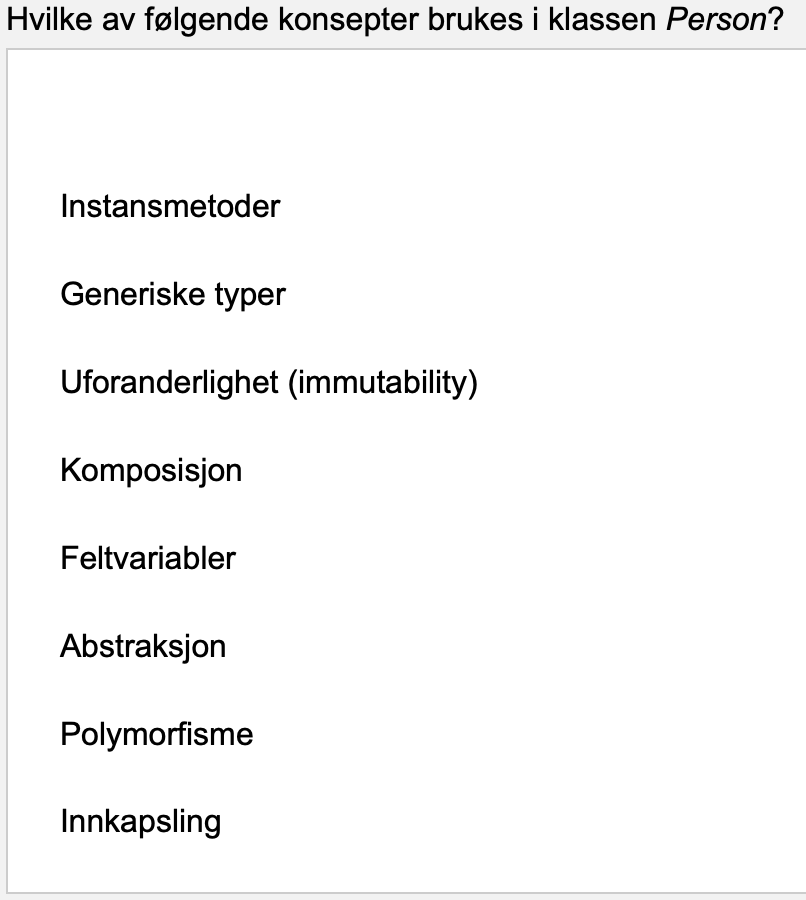 Hvilke av følgende konsepter brukes i klassen Person?
Instansmetoder
Generiske typer
Uforanderlighet (immutability)
Komposisjon
Feltvariabler
Abstraksjon
Polymorfisme
Innkapsling